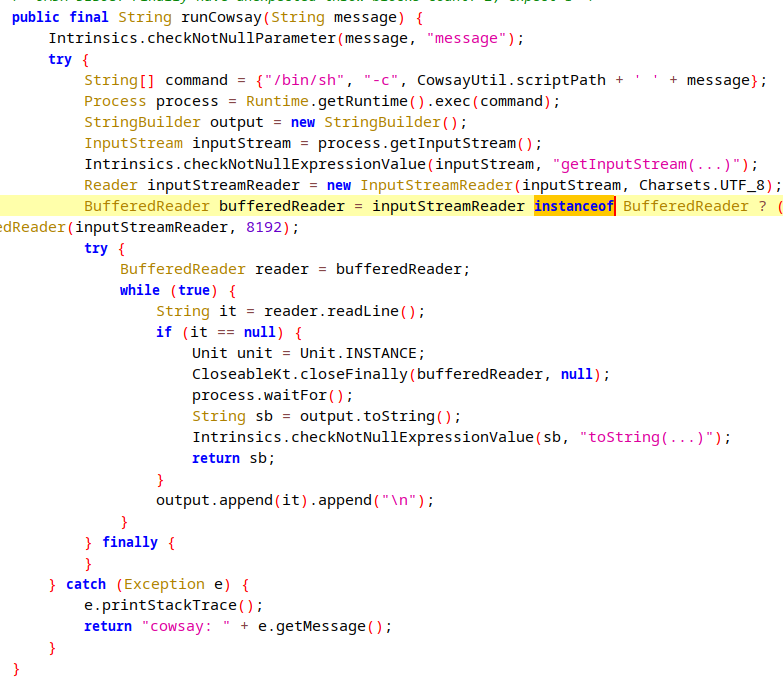 public final String runCowsay(String message) {
Intrinsics.checkNotNullParameter(message, "message");
try {
String[] command = {"/bin/sh", "-c", CowsayUtil.scriptPath + ' ' + message};
Process process = Runtime.getRuntime().exec(command);
StringBuilder output = new StringBuilder();
InputStream inputStream = process.getInputStream();
Intrinsics.checkNotNullExpressionValue(inputStream, "getInputStream(...)");
Reader inputStreamReader = new InputStreamReader(inputStream, Charsets.UTF_8);
BufferedReader bufferedReader = inputStreamReader instanceof BufferedReader ? (
edReader(inputStreamReader, 8192);
try {
BufferedReader reader = bufferedReader;
while (true) {
String it = reader.readLine();
if (it == null) {
Unit unit = Unit.INSTANCE;
CloseableKt.closeFinally(bufferedReader, null);
process.waitFor();
String sb = output.toString();
Intrinsics.checkNotNullExpressionValue(sb, "toString(...)");
return sb;
}
output.append(it).append("\n");
}
} finally {
}
} catch (Exception e) {
e.printStackTrace();
return "cowsay: " + e.getMessage();
}
}